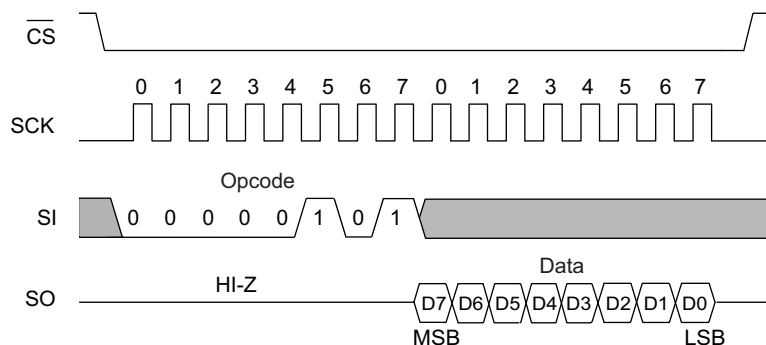 CS
0 1 2 3 4 5 6 7 0 1 2 3 4 5 6 7
SCK
Opcode
SI 0 0 0 0 0 1 0 1
HI-Z
Data
SO D7 D6 D5 D4 D3 D2 D1 D0
MSB LSB